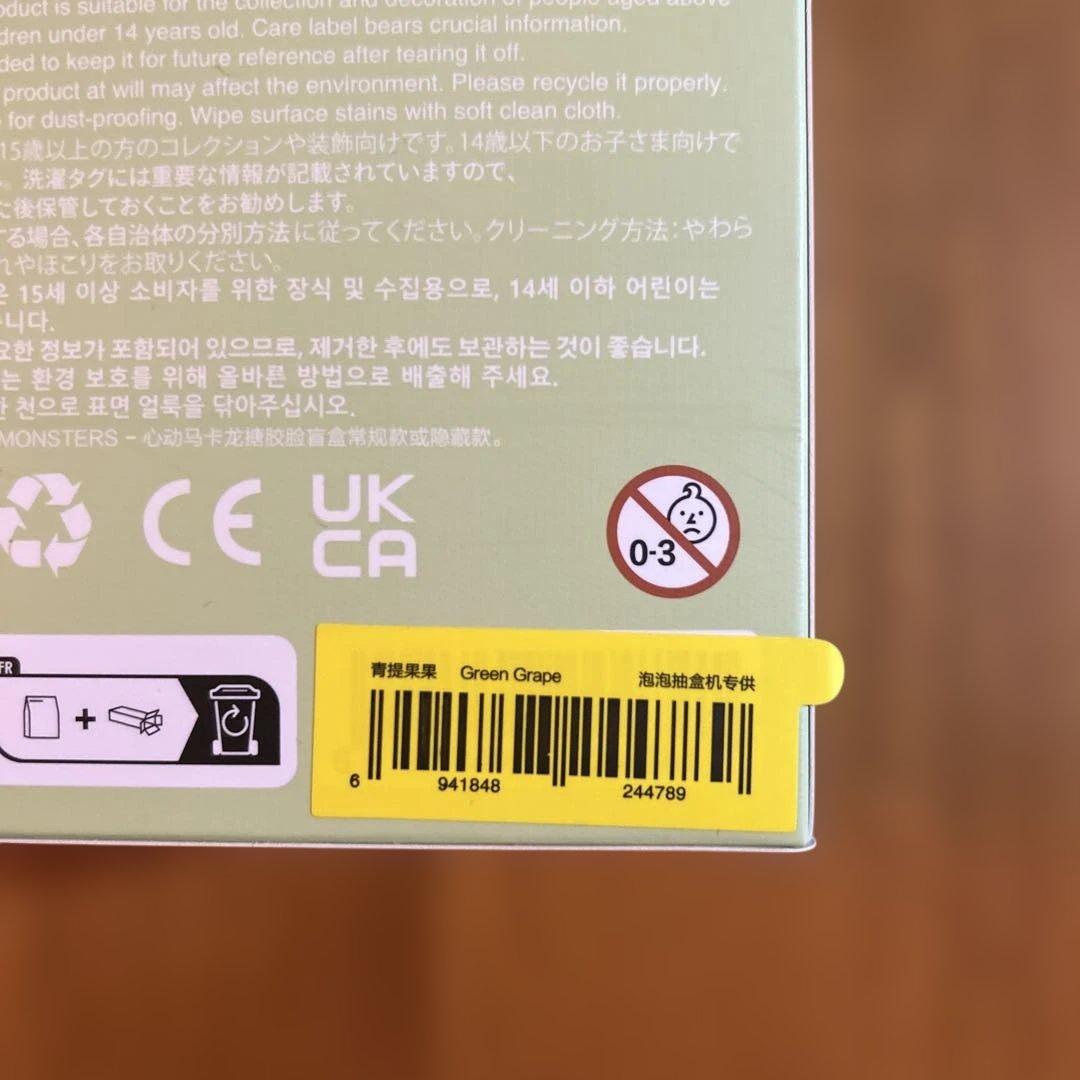 oduct is suitable for the collection and decoration of people aged above
dren under 14 years old. Care label bears crucial information.
ded to keep it for future reference after tearing it off.
product at will may affect the environment. Please recycle it properly.
for dust-proofing. Wipe surface stains with soft clean cloth.
15歳以上の方のコレクションや装飾向けです。14歳以下のお子さま向けで
。洗濯タグには重要な情報が記載されていますので、
た後保管しておくことをお勧めします。
する場合、各自治体の分別方法に従ってください。クリーニング方法:やわら
れやほこりをお取りください。
은 15세 이상 소비자를 위한 장식 및 수집용으로, 14세 이하 어린이는
습니다.
요한 정보가 포함되어 있으므로, 제거한 후에도 보관하는 것이 좋습니다.
는 환경 보호를 위해 올바른 방법으로 배출해 주세요.
한 천으로 표면 얼룩을 닦아주십시오.
MONSTERS – 心动马卡龙搪胶脸盲盒常规款或隐藏款。
CE
UK
CA
0-3
FR
青提果果 Green Grape 泡泡抽盒机专供
6 941848 244789